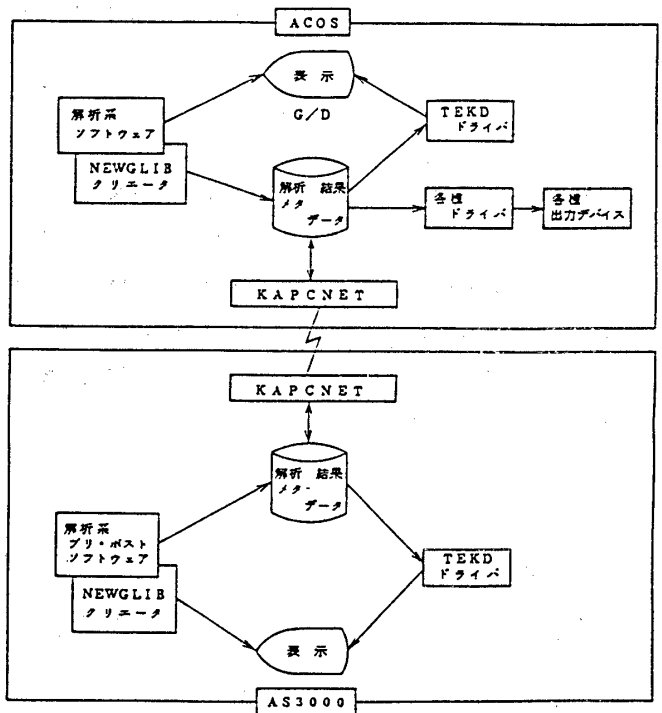 ACOS
表示
G/D
解析系
ソフトウェア
NEWGLIB
クリエータ
解析 結果
メタ
データ
TEKD
ドライバ
各種
ドライバ
各種
出力デバイス
KAPCNET
KAPCNET
解析 結果
メタ
データ
解析系
プリ・ポスト
ソフトウェア
NEWGLIB
クリエータ
TEKD
ドライバ
表示
AS3000